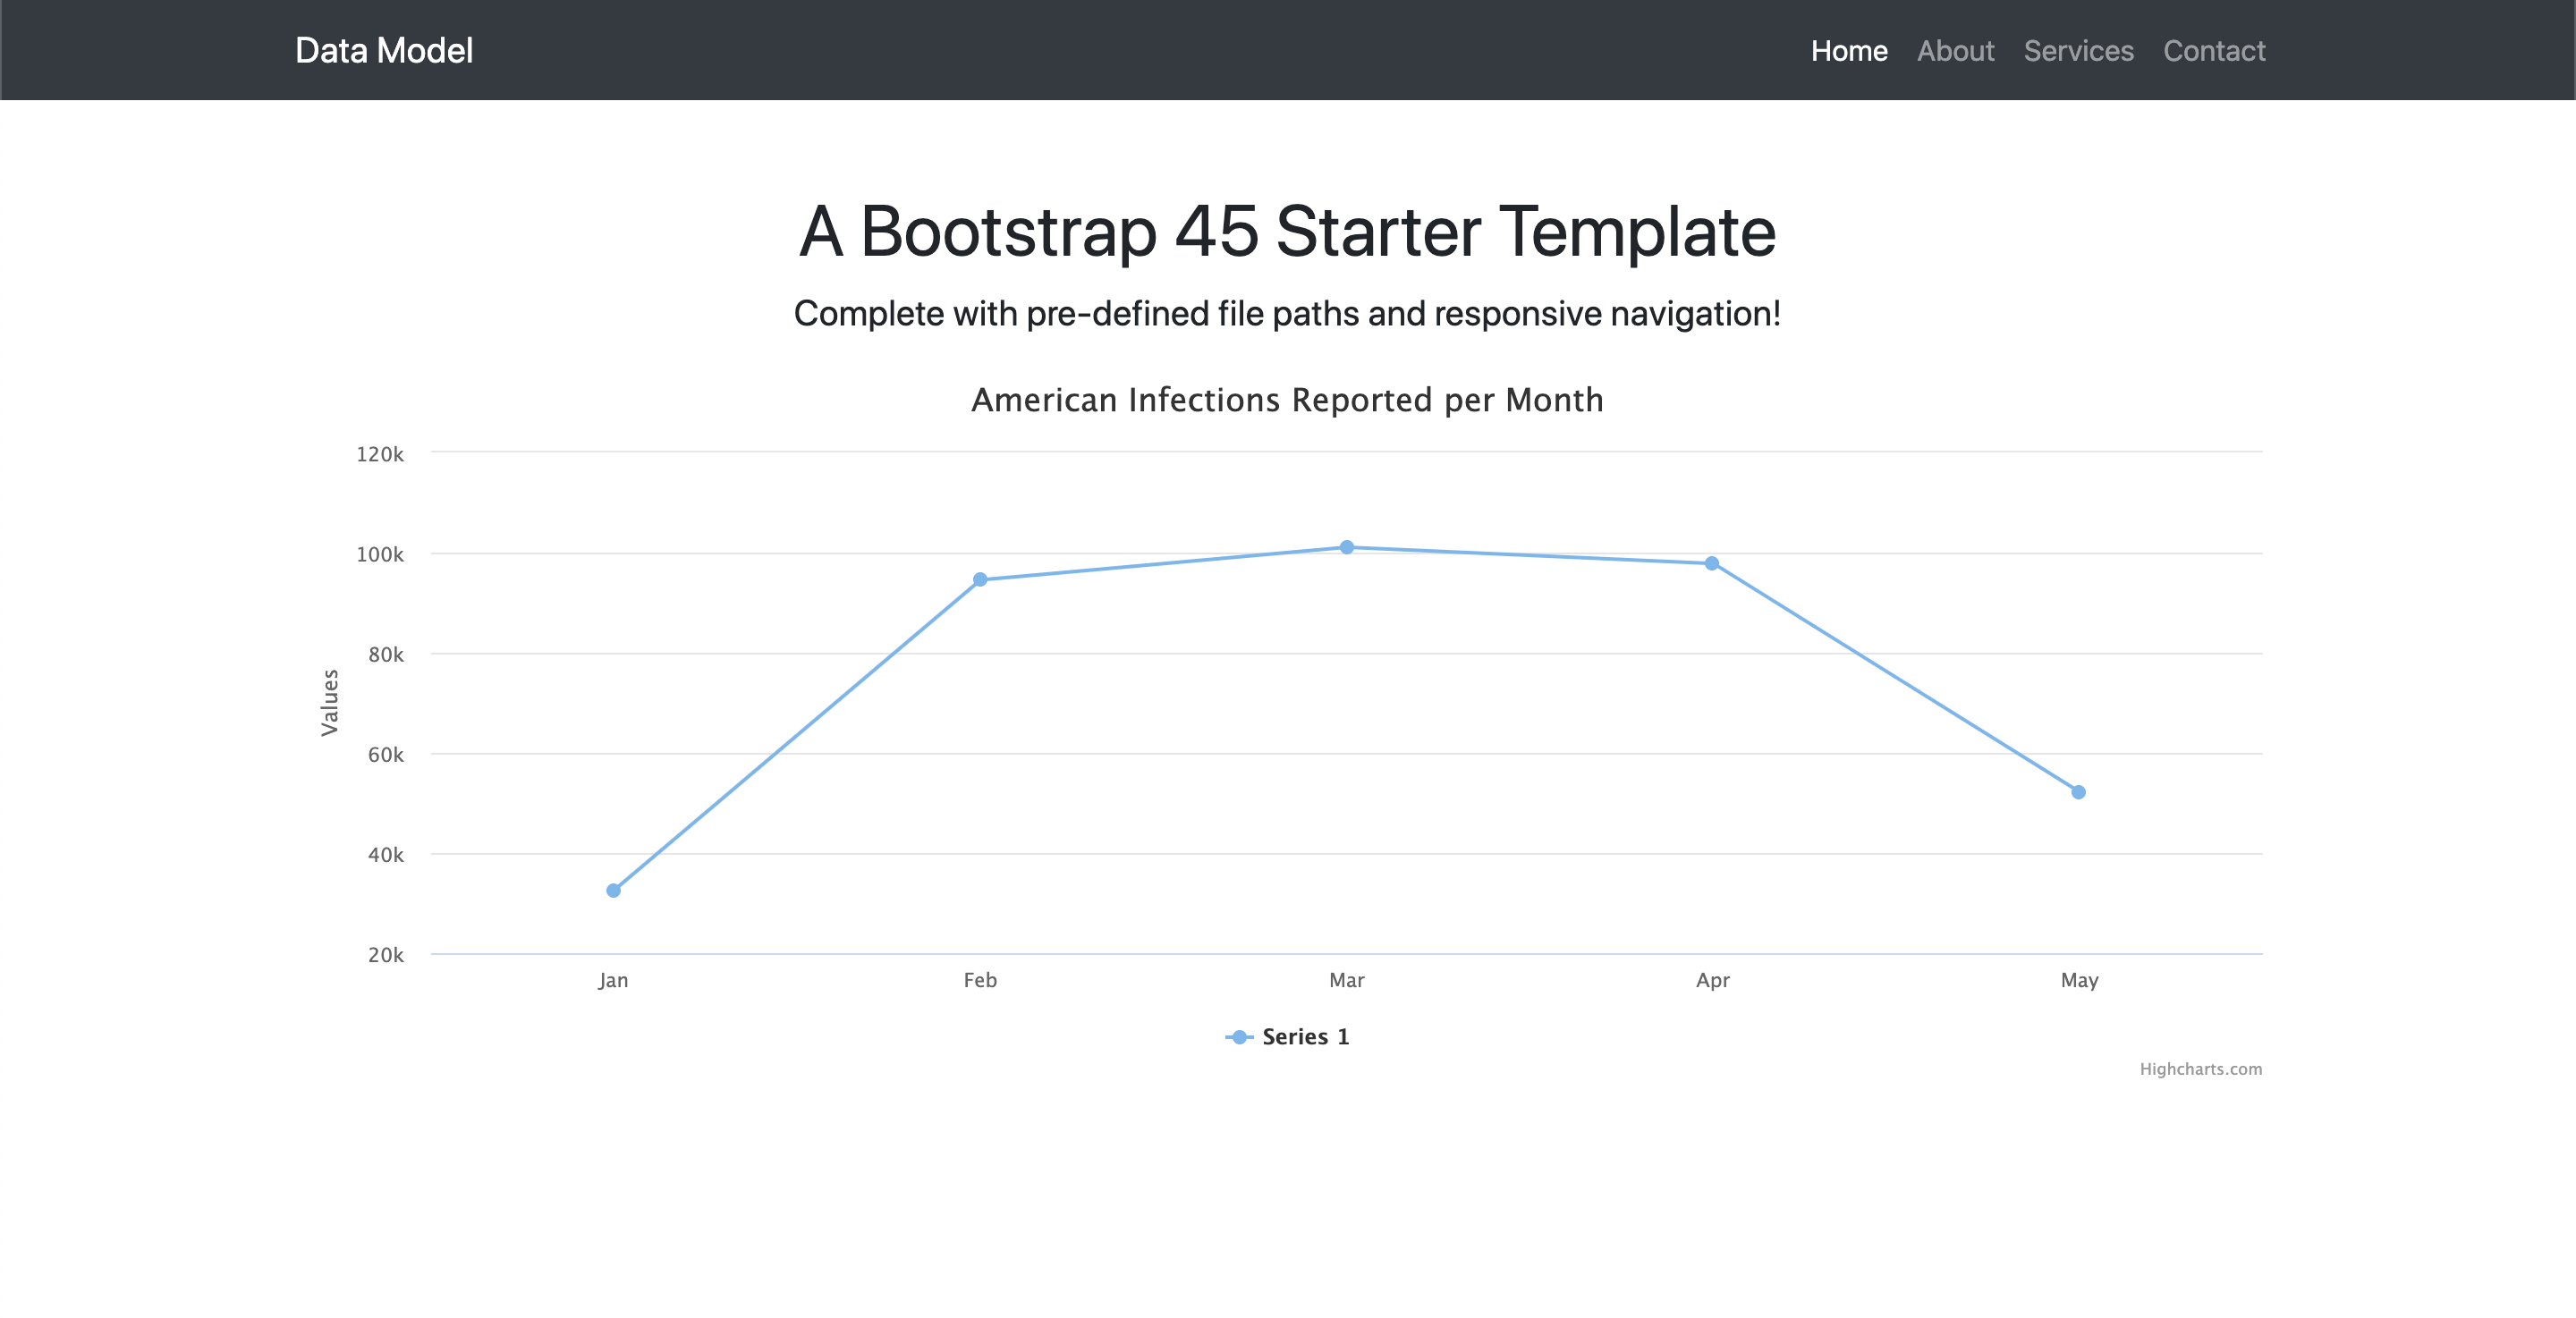 Data Model
Home About Services Contact
A Bootstrap 45 Starter Template
Complete with pre-defined file paths and responsive navigation!
American Infections Reported per Month
120k
100k
80k
60k
40k
20k
Values
Jan Feb Mar Apr May
Series 1
Highcharts.com